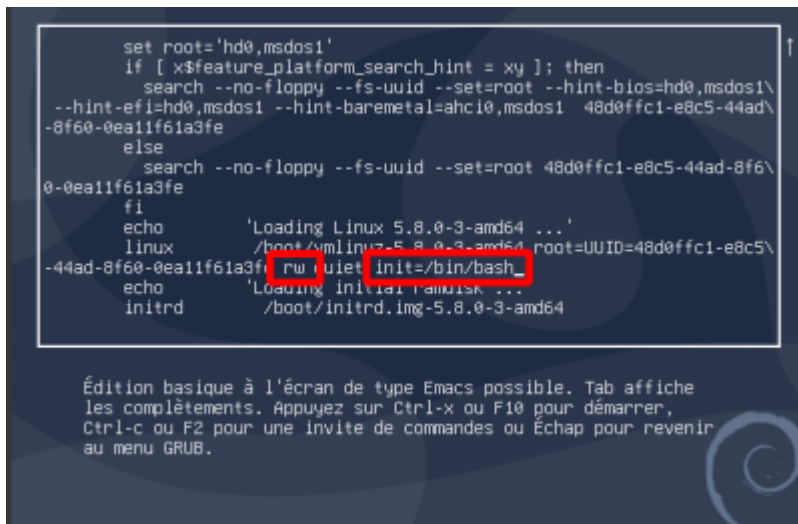 set root='hd0,msdos1'
if [ x$feature_platform_search_hint = xy ]; then
search --no-floppy --fs-uuid --set=root --hint-bios=hd0,msdos1\
--hint-efi=hd0,msdos1 --hint-baremetal=ahci0,msdos1 48d0ffc1-e8c5-44ad\
-8f60-0ea11f61a3fe
else
search --no-floppy --fs-uuid --set=root 48d0ffc1-e8c5-44ad-8f6\
0-0ea11f61a3fe
fi
echo 'Loading Linux 5.8.0-3-amd64 ...'
linux /boot/vmlinuz-5.8.0-3-amd64 root=UUID=48d0ffc1-e8c5\
-44ad-8f60-0ea11f61a3fe rw quiet init=/bin/bash_
echo 'Loading initial ramdisk ...'
initrd /boot/initrd.img-5.8.0-3-amd64
Édition basique à l'écran de type Emacs possible. Tab affiche
les complètements. Appuyez sur Ctrl-x ou F10 pour démarrer,
Ctrl-c ou F2 pour une invite de commandes ou Échap pour revenir
au menu GRUB.